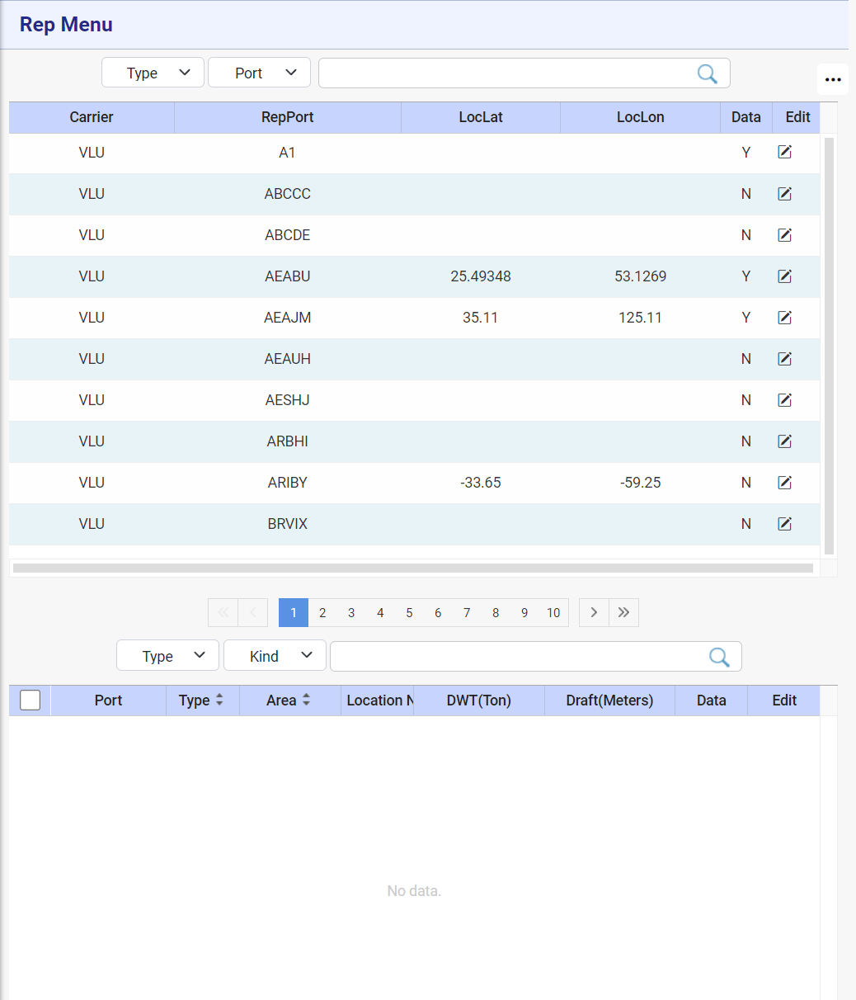 Rep Menu
Type Port
Carrier RepPort LocLat LocLon Data Edit
VLU A1 Y
VLU ABCCC N
VLU ABCDE N
VLU AEABU 25.49348 53.1269 Y
VLU AEAJM 35.11 125.11 Y
VLU AEAUH N
VLU AESHJ N
VLU ARBHI N
VLU ARIBY -33.65 -59.25 N
VLU BRVIX N
1 2 3 4 5 6 7 8 9 10
Type Kind
Port Type Area Location N DWT(Ton) Draft(Meters) Data Edit
No data.